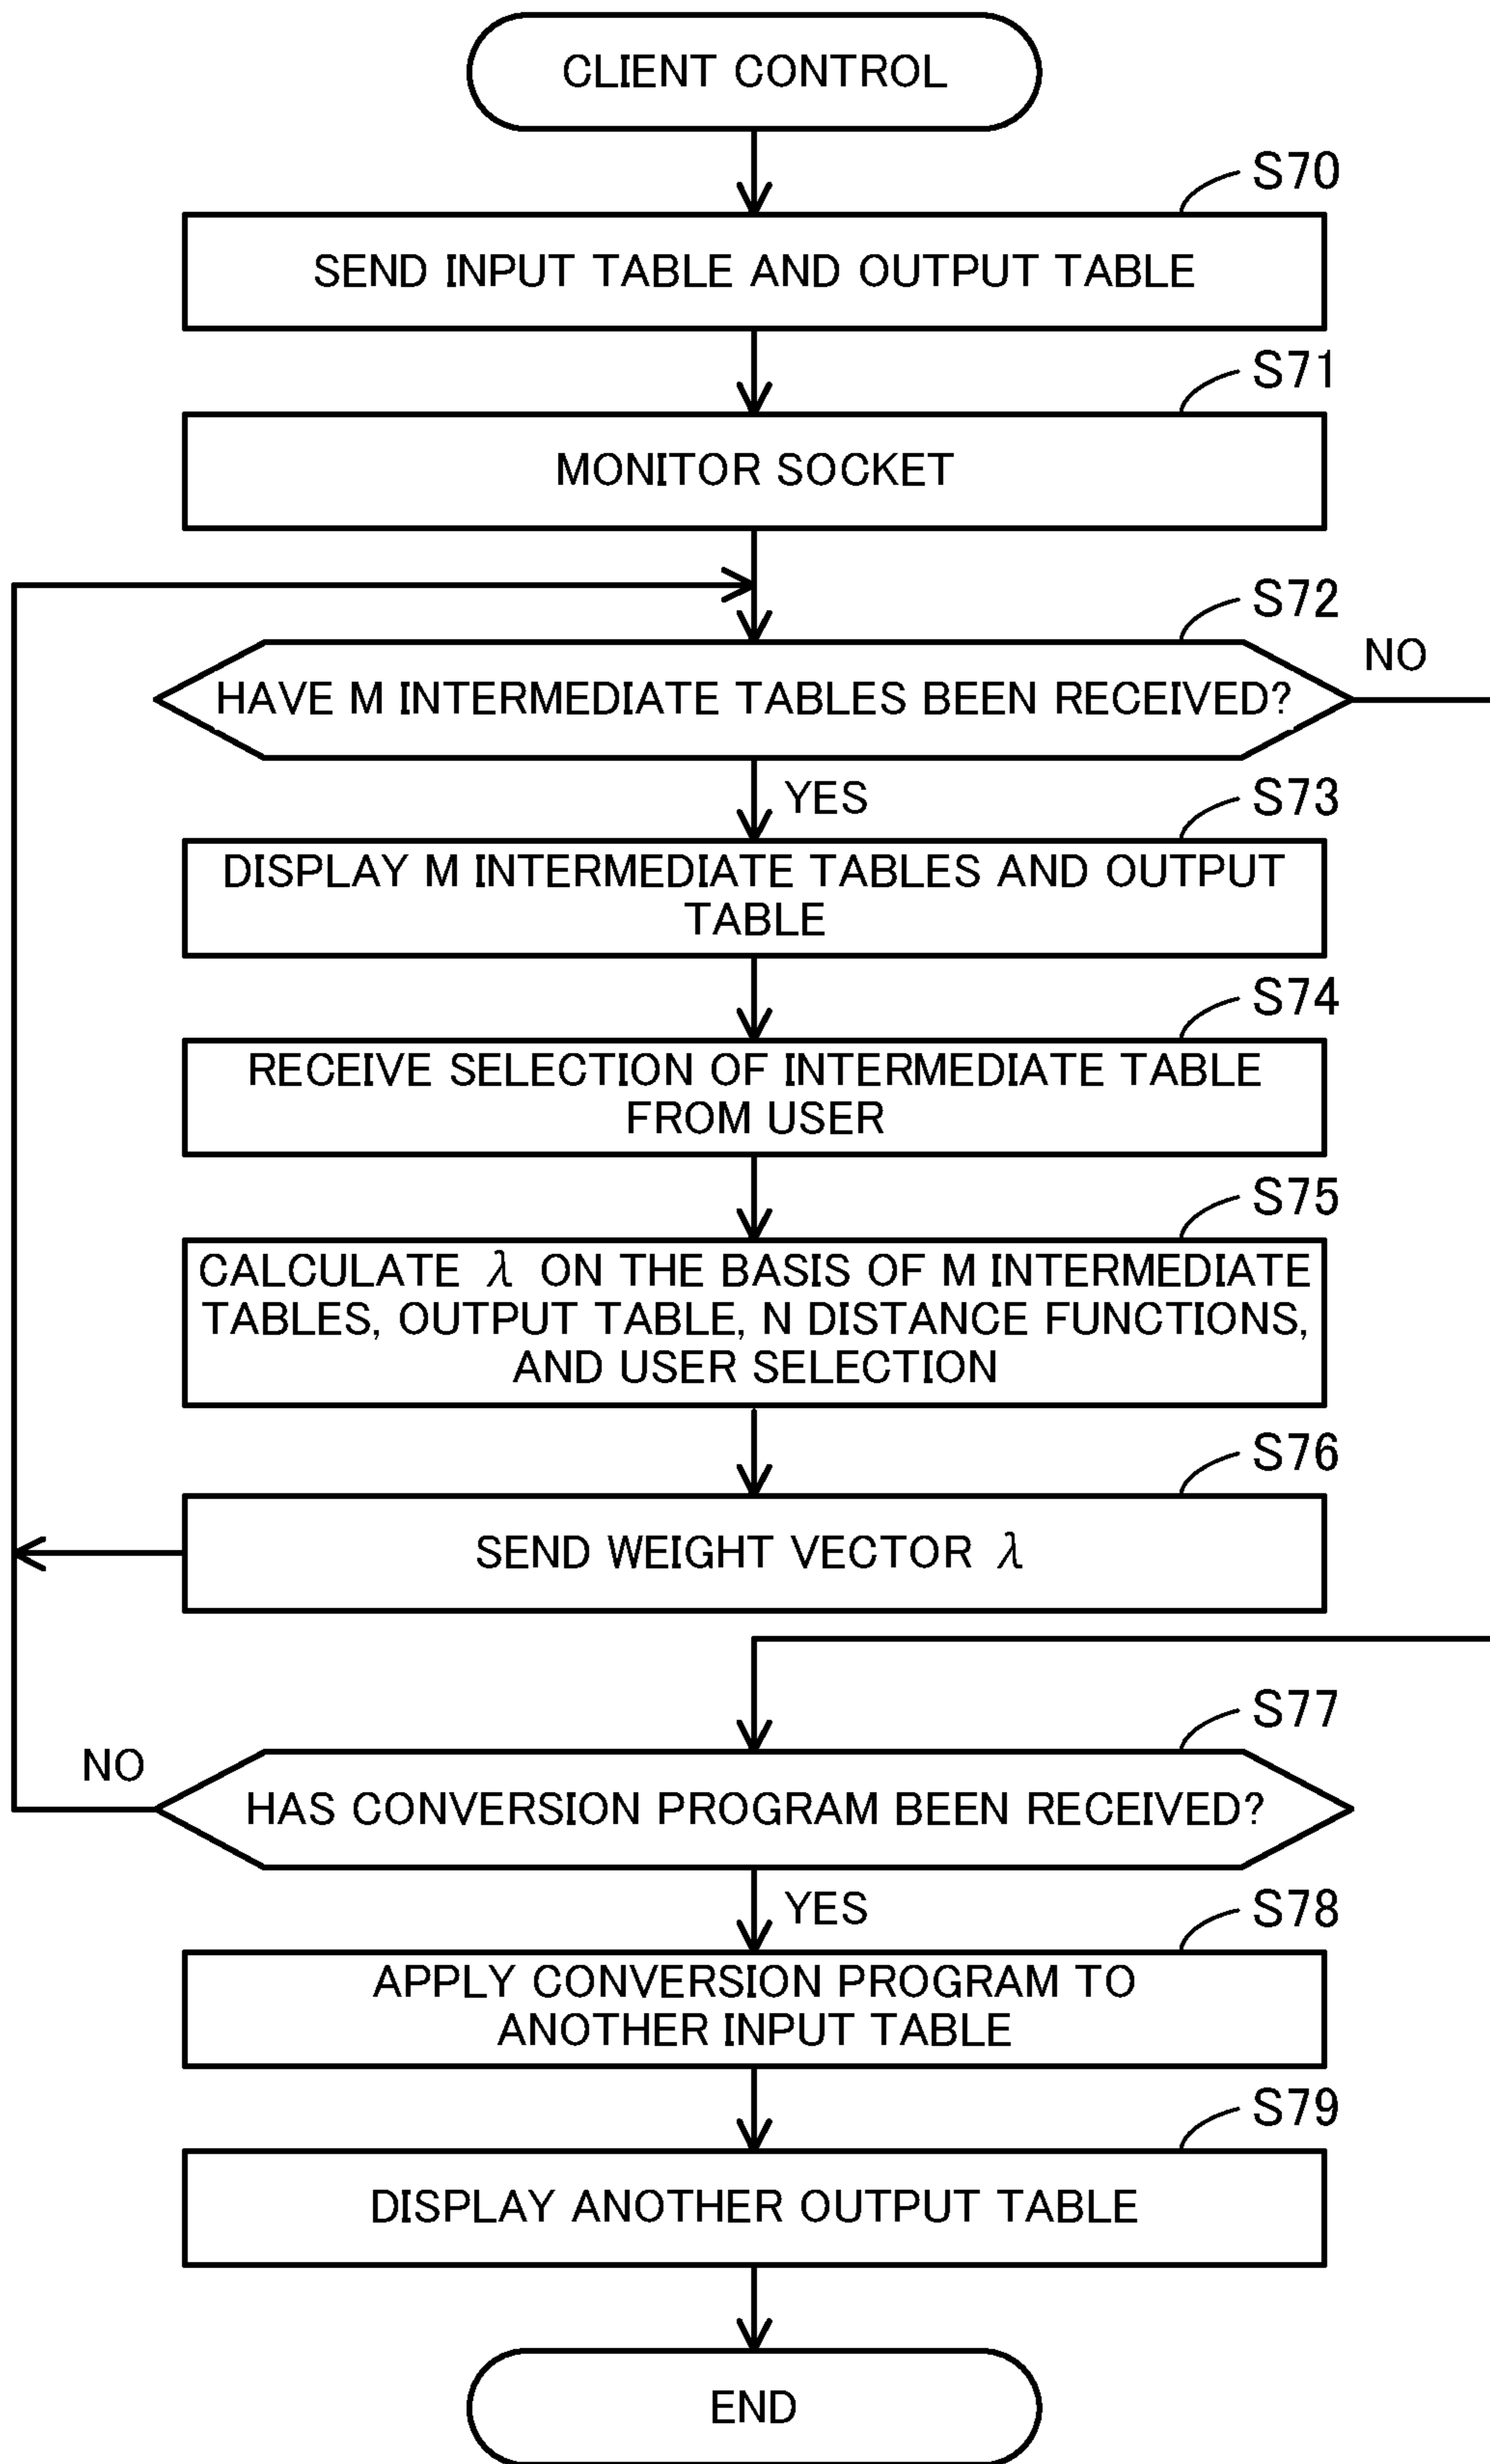 CLIENT CONTROL
S70
SEND INPUT TABLE AND OUTPUT TABLE
S71
MONITOR SOCKET
S72
NO
HAVE M INTERMEDIATE TABLES BEEN RECEIVED?
YES
S73
DISPLAY M INTERMEDIATE TABLES AND OUTPUT
TABLE
S74
RECEIVE SELECTION OF INTERMEDIATE TABLE
FROM USER
S75
CALCULATE λ ON THE BASIS OF M INTERMEDIATE
TABLES, OUTPUT TABLE, N DISTANCE FUNCTIONS,
AND USER SELECTION
S76
SEND WEIGHT VECTOR λ
S77
NO
HAS CONVERSION PROGRAM BEEN RECEIVED?
YES
S78
APPLY CONVERSION PROGRAM TO
ANOTHER INPUT TABLE
S79
DISPLAY ANOTHER OUTPUT TABLE
END